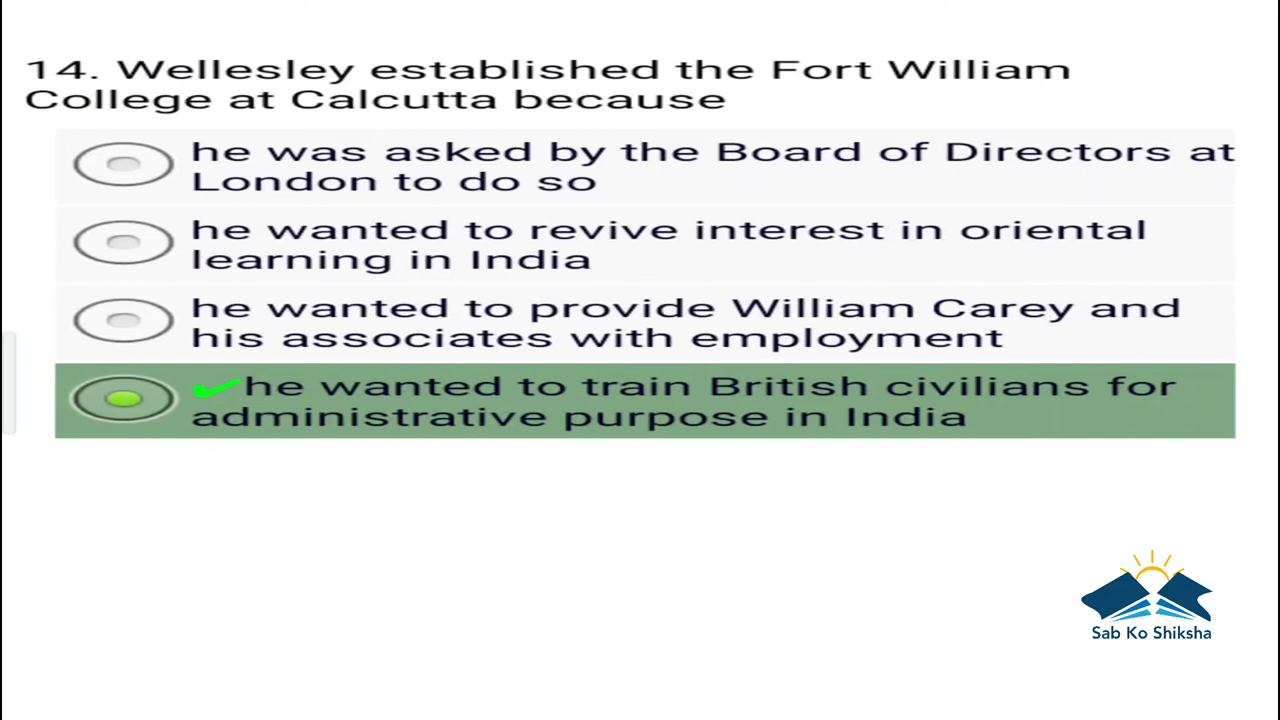 14. Wellesley established the Fort William
College at Calcutta because
he was asked by the Board of Directors at
London to do so
he wanted to revive interest in oriental
learning in India
he wanted to provide William Carey and
his associates with employment
✔he wanted to train British civilians for
administrative purpose in India
Sab Ko Shiksha